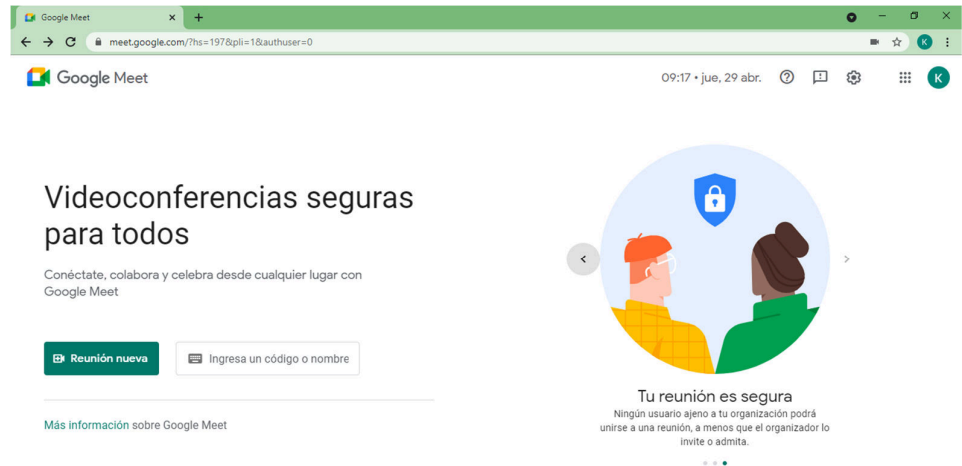 Google Meet
meet.google.com/?hs=197&pli=1&authuser=0
K
Google Meet
09:17 • jue, 29 abr.
K
Videoconferencias seguras
para todos
Conéctate, colabora y celebra desde cualquier lugar con
Google Meet
Reunión nueva
Ingresa un código o nombre
Más información sobre Google Meet
Tu reunión es segura
Ningún usuario ajeno a tu organización podrá
unirse a una reunión, a menos que el organizador lo
invite o admita.